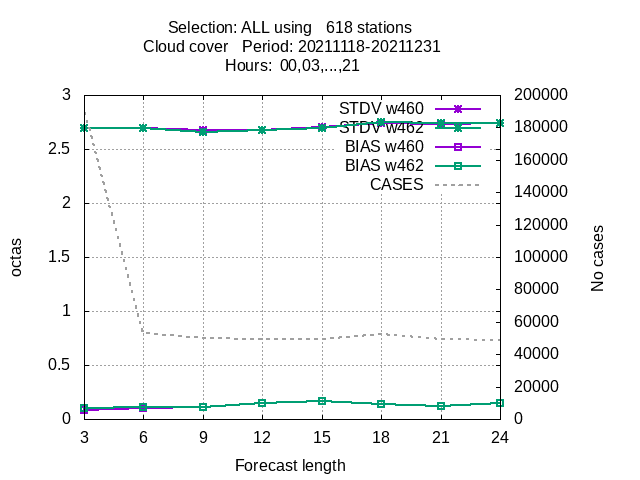 Selection: ALL using   618 stations
Cloud cover   Period: 20211118-20211231
Hours:  00,03,...,21
3
2.5
2
1.5
1
0.5
0
200000
180000
160000
140000
120000
100000
80000
60000
40000
20000
0
STDV w460
STDV w462
BIAS w460
BIAS w462
CASES
octas
No cases
3 6 9 12 15 18 21 24
Forecast length